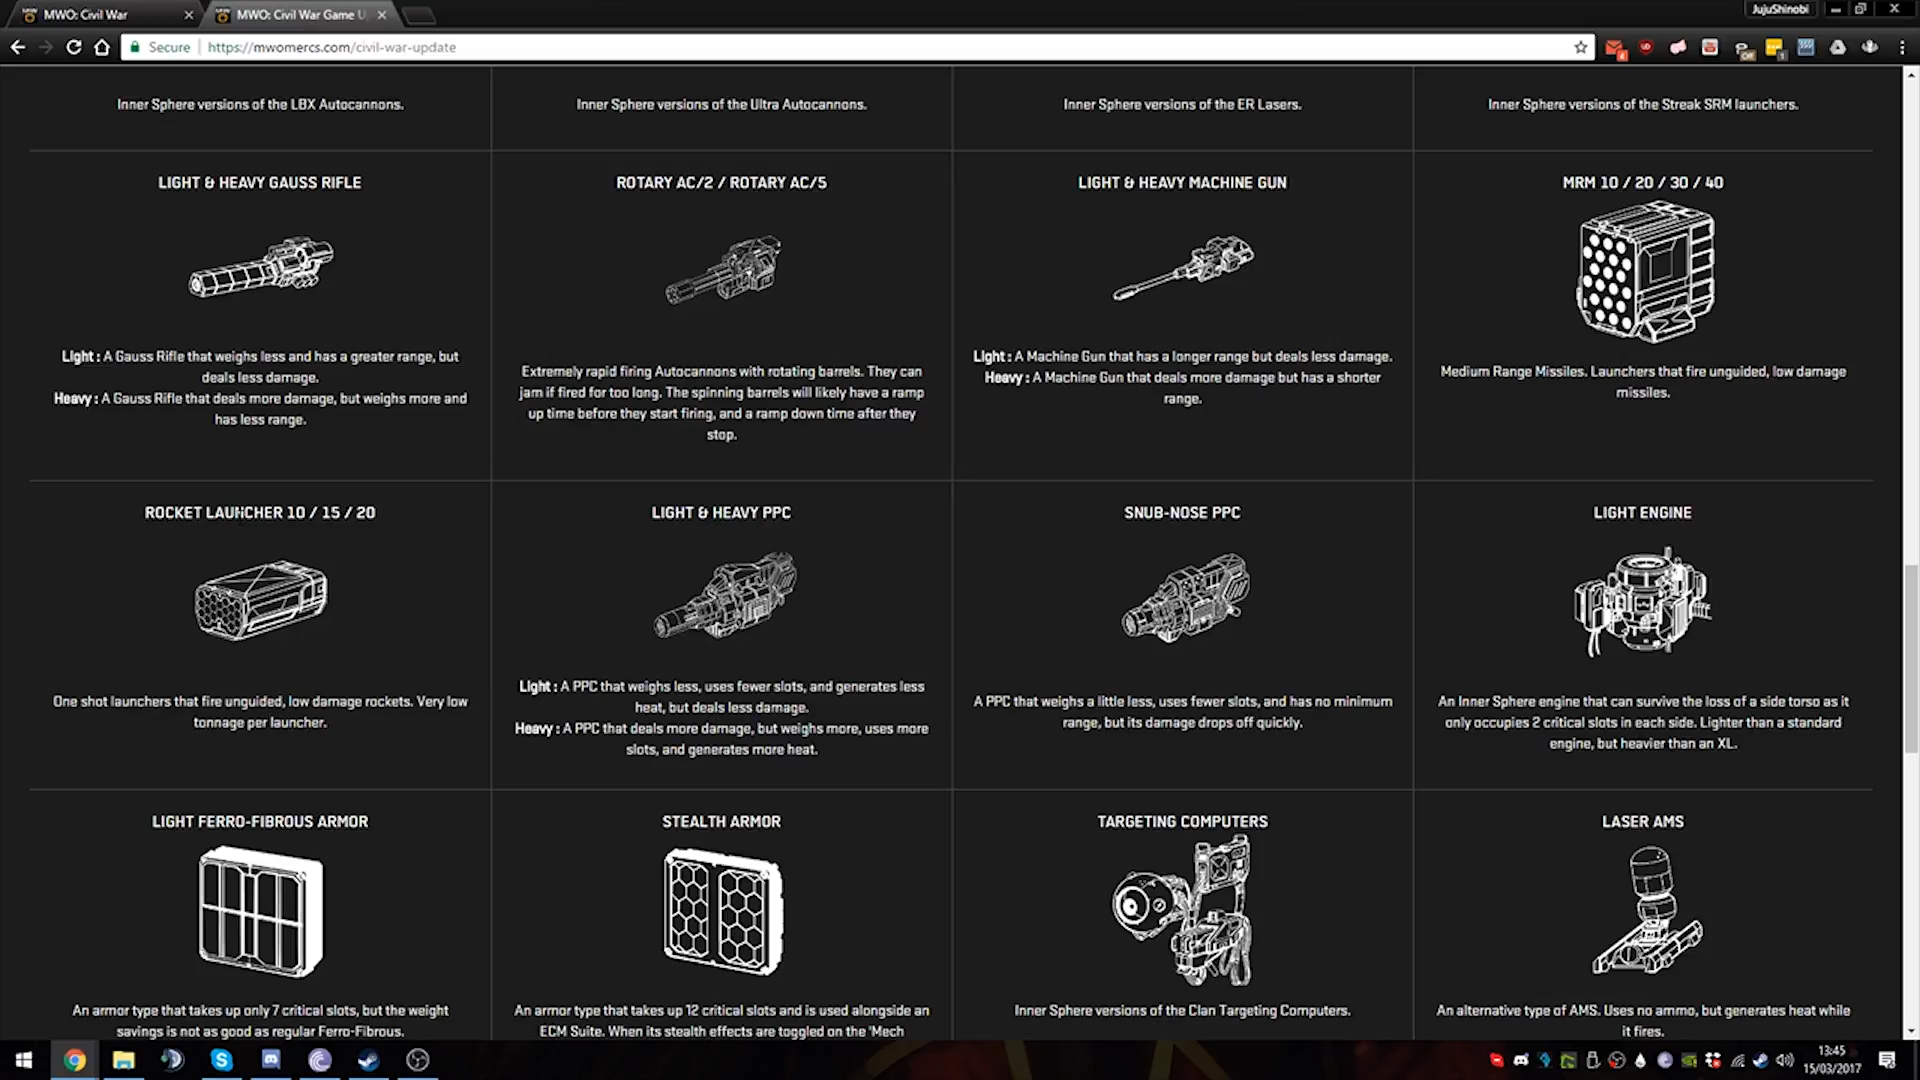 MWO: Civil War
MWO: Civil War Game U
JujuShinobi
Secure
https://mwomercs.com/civil-war-update
Inner Sphere versions of the LBX Autocannons.
Inner Sphere versions of the Ultra Autocannons.
Inner Sphere versions of the ER Lasers.
Inner Sphere versions of the Streak SRM launchers.
LIGHT & HEAVY GAUSS RIFLE
Light : A Gauss Rifle that weighs less and has a greater range, but
deals less damage.
Heavy : A Gauss Rifle that deals more damage, but weighs more and
has less range.
ROTARY AC/2 / ROTARY AC/5
Extremely rapid firing Autocannons with rotating barrels. They can
jam if fired for too long. The spinning barrels will likely have a ramp
up time before they start firing, and a ramp down time after they
stop.
LIGHT & HEAVY MACHINE GUN
Light : A Machine Gun that has a longer range but deals less damage.
Heavy : A Machine Gun that deals more damage but has a shorter
range.
MRM 10 / 20 / 30 / 40
Medium Range Missiles. Launchers that fire unguided, low damage
missiles.
ROCKET LAUNCHER 10 / 15 / 20
One shot launchers that fire unguided, low damage rockets. Very low
tonnage per launcher.
LIGHT & HEAVY PPC
Light : A PPC that weighs less, uses fewer slots, and generates less
heat, but deals less damage.
Heavy : A PPC that deals more damage, but weighs more, uses more
slots, and generates more heat.
SNUB-NOSE PPC
A PPC that weighs a little less, uses fewer slots, and has no minimum
range, but its damage drops off quickly.
LIGHT ENGINE
An Inner Sphere engine that can survive the loss of a side torso as it
only occupies 2 critical slots in each side. Lighter than a standard
engine, but heavier than an XL.
LIGHT FERRO-FIBROUS ARMOR
An armor type that takes up only 7 critical slots, but the weight
savings is not as good as regular Ferro-Fibrous.
STEALTH ARMOR
An armor type that takes up 12 critical slots and is used alongside an
ECM Suite. When its stealth effects are toggled on the 'Mech
TARGETING COMPUTERS
Inner Sphere versions of the Clan Targeting Computers.
LASER AMS
An alternative type of AMS. Uses no ammo, but generates heat while
it fires.
13:45
15/03/2017